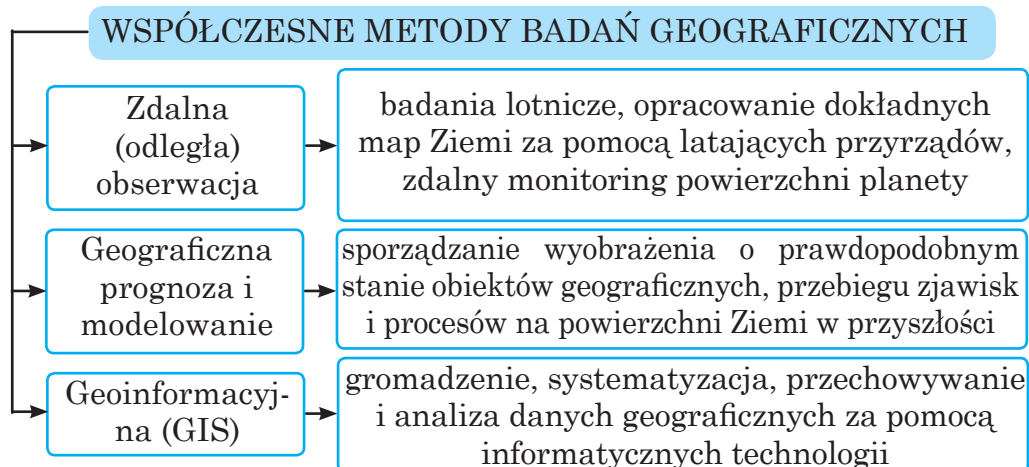 WSPÓŁCZESNE METODY BADAŃ GEOGRAFICZNYCH
Zdalna
(odległa)
obserwacja
badania lotnicze, opracowanie dokładnych
map Ziemi za pomocą latających przyrządów,
zdalny monitoring powierzchni planety
Geograficzna
prognoza i
modelowanie
sporządzanie wyobrażenia o prawdopodobnym
stanie obiektów geograficznych, przebiegu zjawisk
i procesów na powierzchni Ziemi w przyszłości
Geoinformacyj-
na (GIS)
gromadzenie, systematyzacja, przechowywanie
i analiza danych geograficznych za pomocą
informatycznych technologii